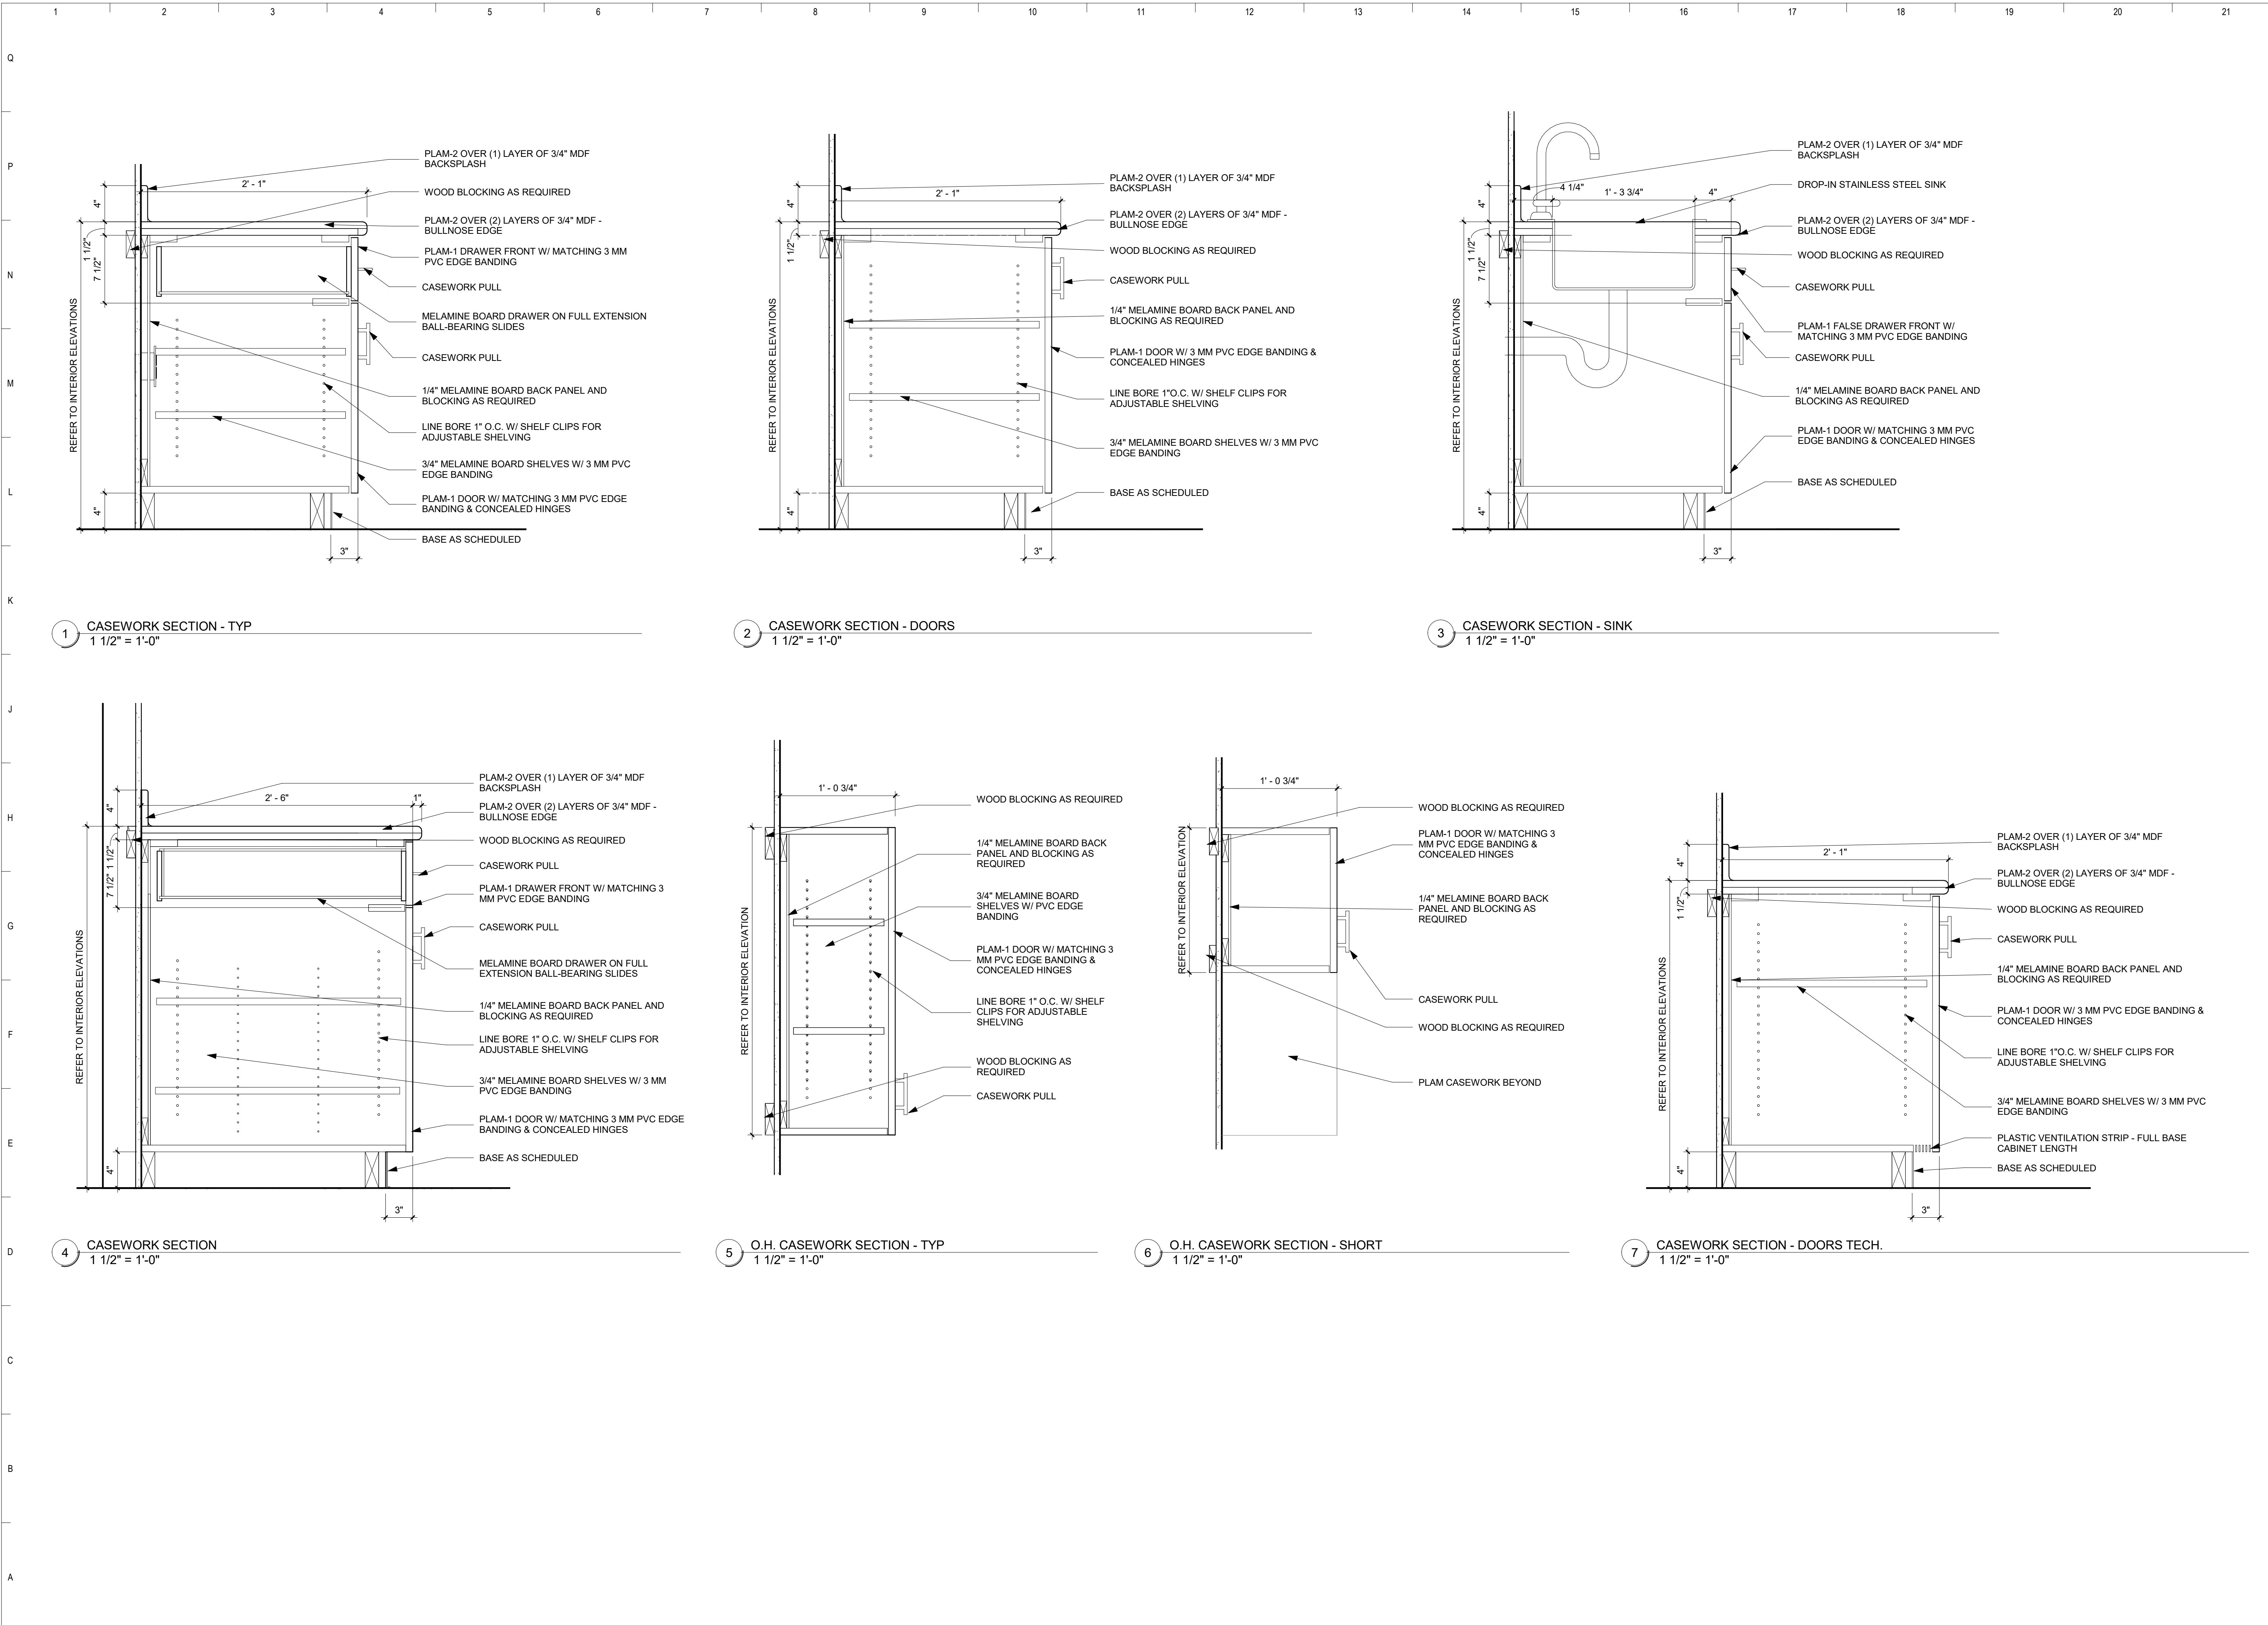 1 2 3 4 5 6 7 8 9 10 11 12 13 14 15 16 17 18 19 20 21
Q
P
N
M
L
K
J
H
G
F
E
D
C
B
A
PLAM-2 OVER (1) LAYER OF 3/4" MDF
BACKSPLASH
WOOD BLOCKING AS REQUIRED
PLAM-2 OVER (2) LAYERS OF 3/4" MDF -
BULLNOSE EDGE
PLAM-1 DRAWER FRONT W/ MATCHING 3 MM
PVC EDGE BANDING
CASEWORK PULL
MELAMINE BOARD DRAWER ON FULL EXTENSION
BALL-BEARING SLIDES
CASEWORK PULL
1/4" MELAMINE BOARD BACK PANEL AND
BLOCKING AS REQUIRED
LINE BORE 1" O.C. W/ SHELF CLIPS FOR
ADJUSTABLE SHELVING
3/4" MELAMINE BOARD SHELVES W/ 3 MM PVC
EDGE BANDING
PLAM-1 DOOR W/ MATCHING 3 MM PVC EDGE
BANDING & CONCEALED HINGES
BASE AS SCHEDULED
2' - 1"
4"
1 1/2"
7 1/2"
REFER TO INTERIOR ELEVATIONS
4"
3"
1
CASEWORK SECTION - TYP
1 1/2" = 1'-0"
PLAM-2 OVER (1) LAYER OF 3/4" MDF
BACKSPLASH
PLAM-2 OVER (2) LAYERS OF 3/4" MDF -
BULLNOSE EDGE
WOOD BLOCKING AS REQUIRED
CASEWORK PULL
1/4" MELAMINE BOARD BACK PANEL AND
BLOCKING AS REQUIRED
PLAM-1 DOOR W/ 3 MM PVC EDGE BANDING &
CONCEALED HINGES
LINE BORE 1"O.C. W/ SHELF CLIPS FOR
ADJUSTABLE SHELVING
3/4" MELAMINE BOARD SHELVES W/ 3 MM PVC
EDGE BANDING
BASE AS SCHEDULED
2' - 1"
4"
1 1/2"
REFER TO INTERIOR ELEVATIONS
4"
3"
2
CASEWORK SECTION - DOORS
1 1/2" = 1'-0"
PLAM-2 OVER (1) LAYER OF 3/4" MDF
BACKSPLASH
DROP-IN STAINLESS STEEL SINK
PLAM-2 OVER (2) LAYERS OF 3/4" MDF -
BULLNOSE EDGE
WOOD BLOCKING AS REQUIRED
CASEWORK PULL
PLAM-1 FALSE DRAWER FRONT W/
MATCHING 3 MM PVC EDGE BANDING
CASEWORK PULL
1/4" MELAMINE BOARD BACK PANEL AND
BLOCKING AS REQUIRED
PLAM-1 DOOR W/ MATCHING 3 MM PVC
EDGE BANDING & CONCEALED HINGES
BASE AS SCHEDULED
4 1/4"
1' - 3 3/4"
4"
4"
1 1/2"
7 1/2"
REFER TO INTERIOR ELEVATIONS
4"
3"
3
CASEWORK SECTION - SINK
1 1/2" = 1'-0"
PLAM-2 OVER (1) LAYER OF 3/4" MDF
BACKSPLASH
PLAM-2 OVER (2) LAYERS OF 3/4" MDF -
BULLNOSE EDGE
WOOD BLOCKING AS REQUIRED
CASEWORK PULL
PLAM-1 DRAWER FRONT W/ MATCHING 3
MM PVC EDGE BANDING
CASEWORK PULL
MELAMINE BOARD DRAWER ON FULL
EXTENSION BALL-BEARING SLIDES
1/4" MELAMINE BOARD BACK PANEL AND
BLOCKING AS REQUIRED
LINE BORE 1" O.C. W/ SHELF CLIPS FOR
ADJUSTABLE SHELVING
3/4" MELAMINE BOARD SHELVES W/ 3 MM
PVC EDGE BANDING
PLAM-1 DOOR W/ MATCHING 3 MM PVC EDGE
BANDING & CONCEALED HINGES
BASE AS SCHEDULED
2' - 6"
1"
4"
1 1/2"
7 1/2"
REFER TO INTERIOR ELEVATIONS
4"
3"
4
CASEWORK SECTION
1 1/2" = 1'-0"
1' - 0 3/4"
WOOD BLOCKING AS REQUIRED
1/4" MELAMINE BOARD BACK
PANEL AND BLOCKING AS
REQUIRED
3/4" MELAMINE BOARD
SHELVES W/ PVC EDGE
BANDING
PLAM-1 DOOR W/ MATCHING 3
MM PVC EDGE BANDING &
CONCEALED HINGES
LINE BORE 1" O.C. W/ SHELF
CLIPS FOR ADJUSTABLE
SHELVING
WOOD BLOCKING AS
REQUIRED
CASEWORK PULL
REFER TO INTERIOR ELEVATION
5
O.H. CASEWORK SECTION - TYP
1 1/2" = 1'-0"
1' - 0 3/4"
WOOD BLOCKING AS REQUIRED
PLAM-1 DOOR W/ MATCHING 3
MM PVC EDGE BANDING &
CONCEALED HINGES
1/4" MELAMINE BOARD BACK
PANEL AND BLOCKING AS
REQUIRED
CASEWORK PULL
WOOD BLOCKING AS REQUIRED
PLAM CASEWORK BEYOND
REFER TO INTERIOR ELEVATION
6
O.H. CASEWORK SECTION - SHORT
1 1/2" = 1'-0"
PLAM-2 OVER (1) LAYER OF 3/4" MDF
BACKSPLASH
PLAM-2 OVER (2) LAYERS OF 3/4" MDF -
BULLNOSE EDGE
WOOD BLOCKING AS REQUIRED
CASEWORK PULL
1/4" MELAMINE BOARD BACK PANEL AND
BLOCKING AS REQUIRED
PLAM-1 DOOR W/ 3 MM PVC EDGE BANDING &
CONCEALED HINGES
LINE BORE 1"O.C. W/ SHELF CLIPS FOR
ADJUSTABLE SHELVING
3/4" MELAMINE BOARD SHELVES W/ 3 MM PVC
EDGE BANDING
PLASTIC VENTILATION STRIP - FULL BASE
CABINET LENGTH
BASE AS SCHEDULED
2' - 1"
4"
1 1/2"
REFER TO INTERIOR ELEVATIONS
4"
3"
7
CASEWORK SECTION - DOORS TECH.
1 1/2" = 1'-0"